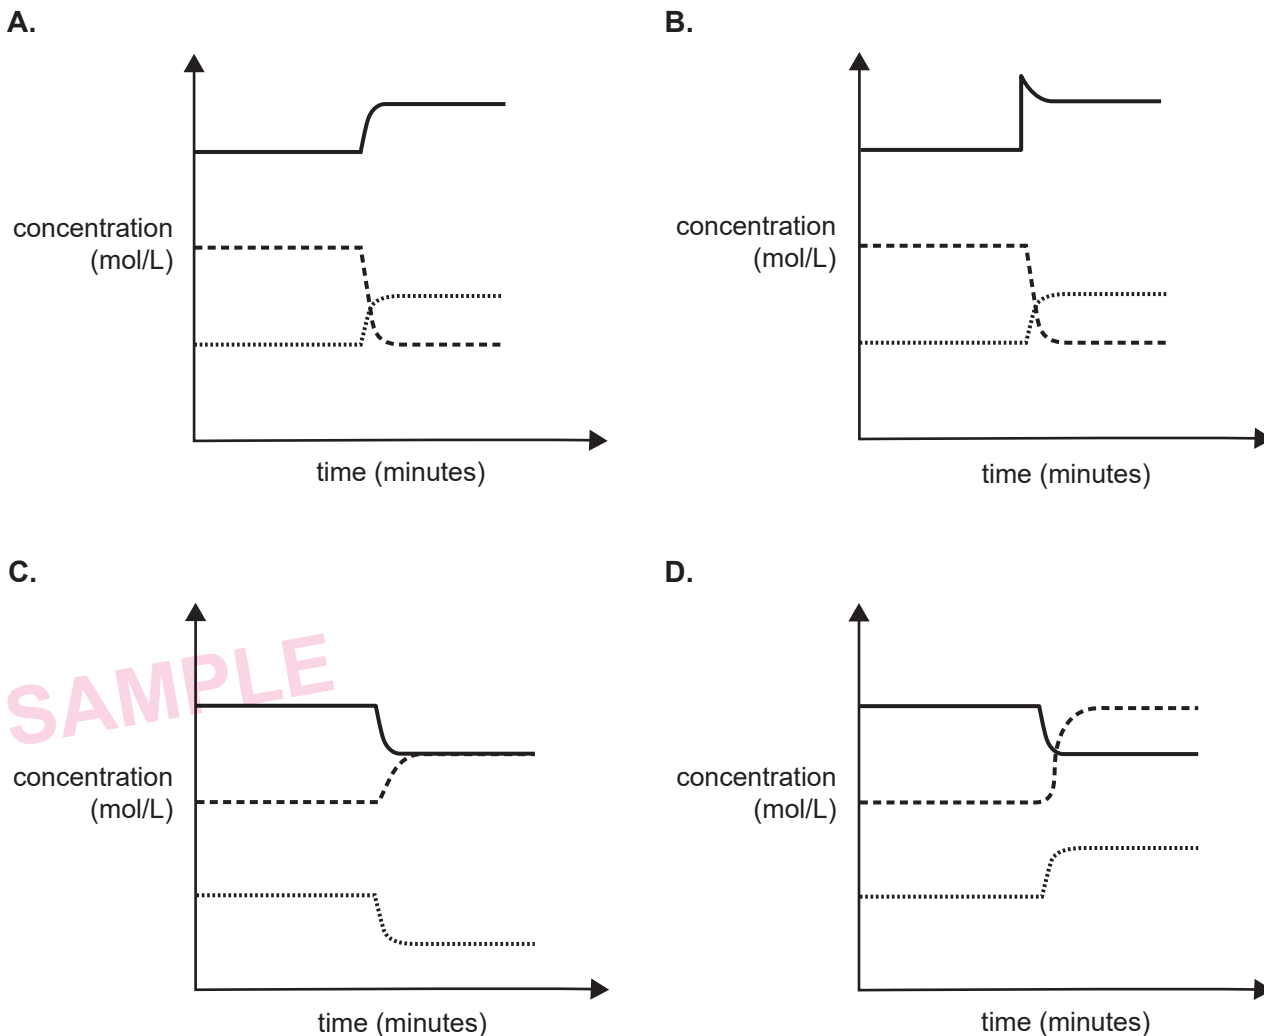 A.
concentration
(mol/L)
time (minutes)
B.
concentration
(mol/L)
time (minutes)
C.
SAMPLE
concentration
(mol/L)
time (minutes)
D.
concentration
(mol/L)
time (minutes)